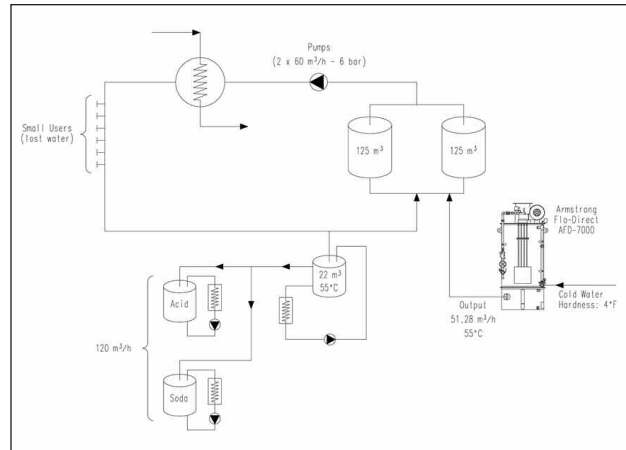 Pumps
(2 x 60 m³/h - 6 bar)
Small Users
(lost water)
125 m³
125 m³
Armstrong
Flo-Direct
AFD-7000
22 m³
55°C
Cold Water
Hardness: 4°F
Output
51,28 m³/h
55°C
Acid
120 m³/h
Soda